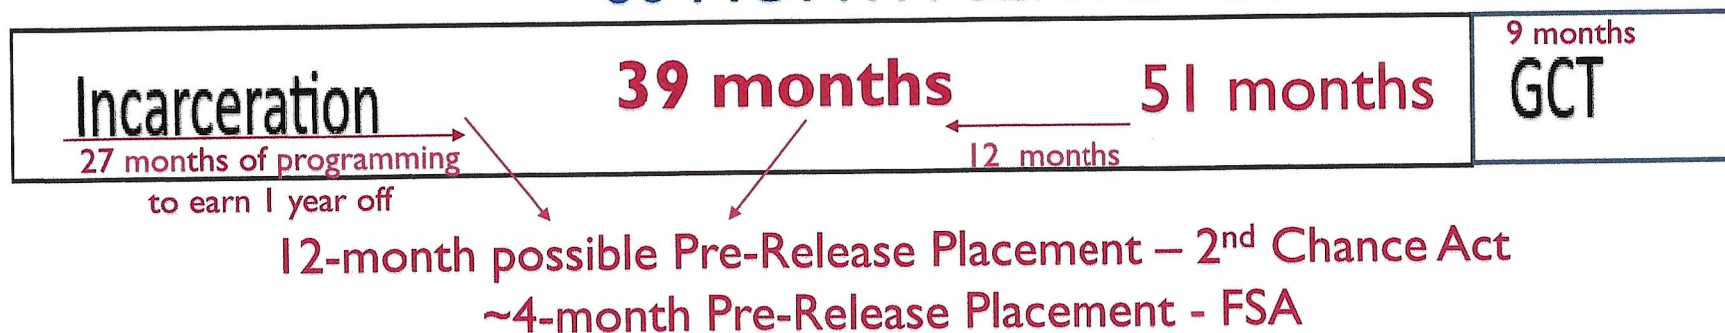 Incarceration 39 months 51 months
9 months
GCT
27 months of programming
12 months
to earn 1 year off
12-month possible Pre-Release Placement – 2nd Chance Act
~4-month Pre-Release Placement - FSA